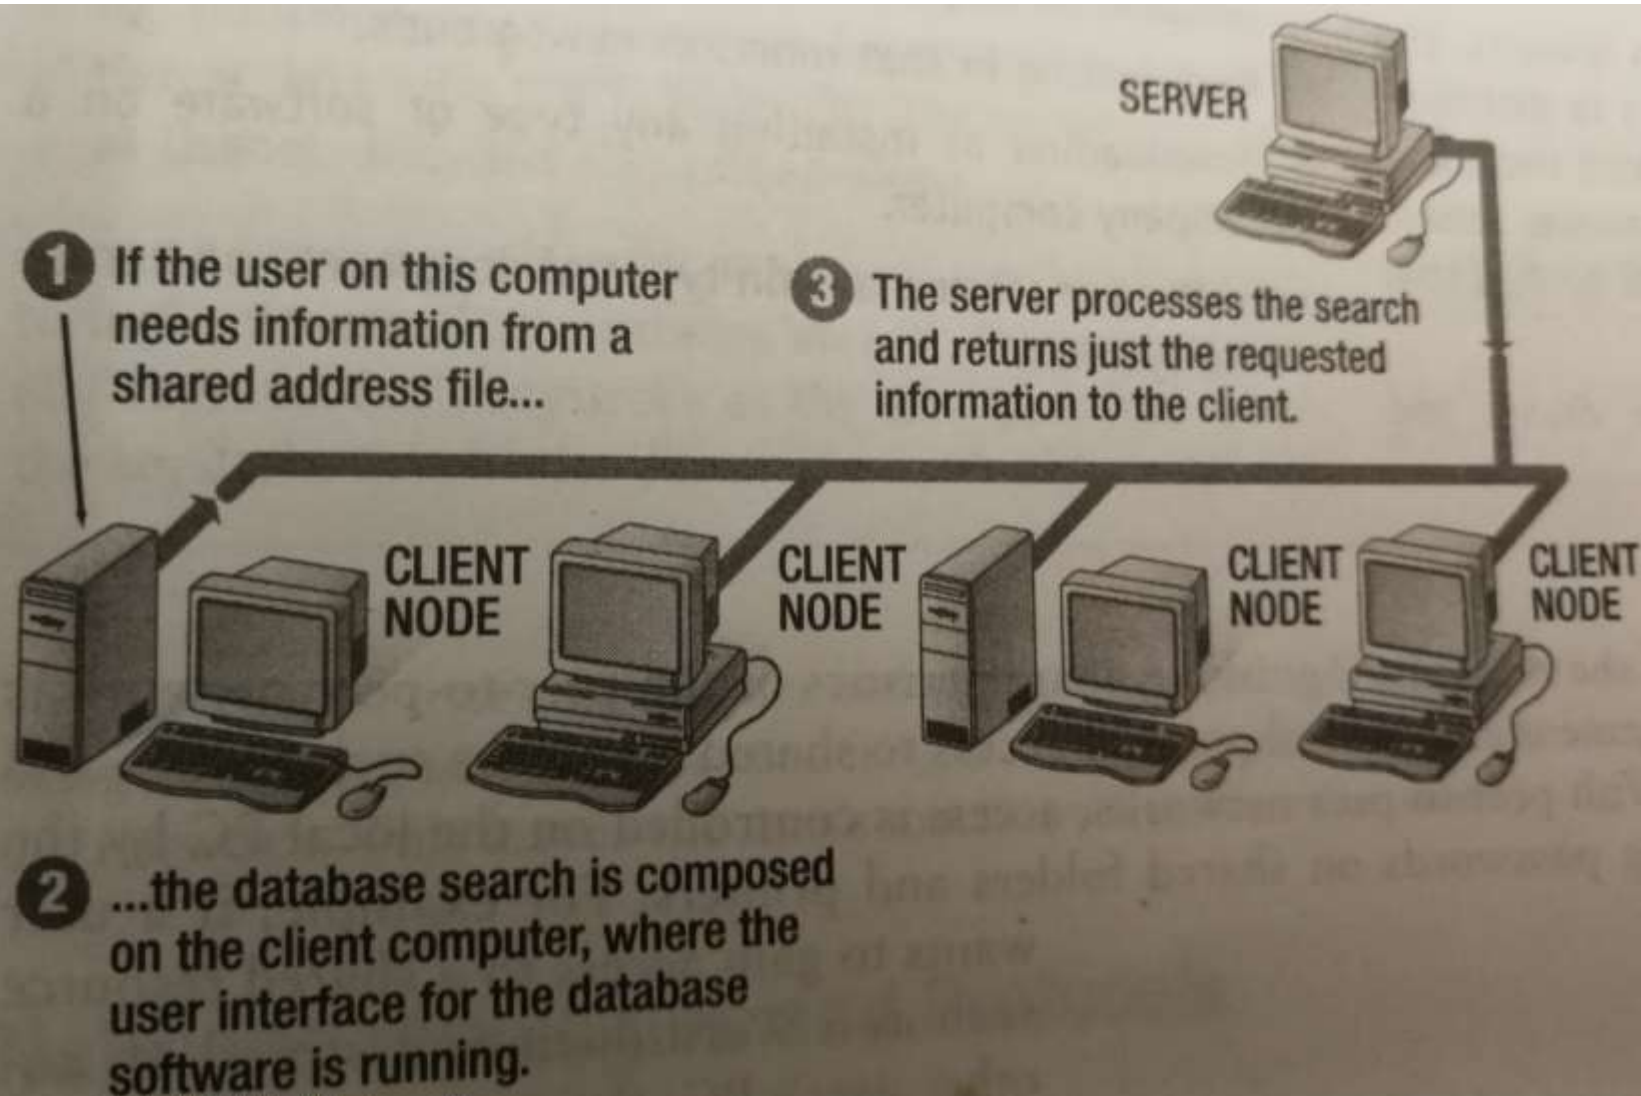 SERVER
1 If the user on this computer
needs information from a
shared address file...
3 The server processes the search
and returns just the requested
information to the client.
CLIENT
NODE
CLIENT
NODE
CLIENT
NODE
CLIENT
NODE
2 ...the database search is composed
on the client computer, where the
user interface for the database
software is running.